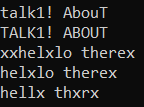 talk1! AbouT
TALK1! ABOUT
xxhelxlo therex
helxlo therex
hellx thxrx